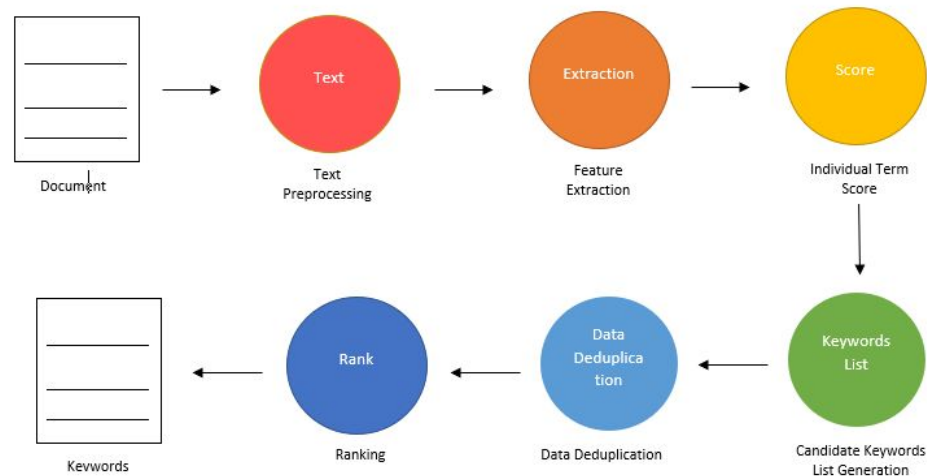 Text
Extraction
Score
Document
Text
Preprocessing
Feature
Extraction
Individual Term
Score
Rank
Data
Deduplica
tion
Keywords
List
Keywords
Ranking
Data Deduplication
Candidate Keywords
List Generation